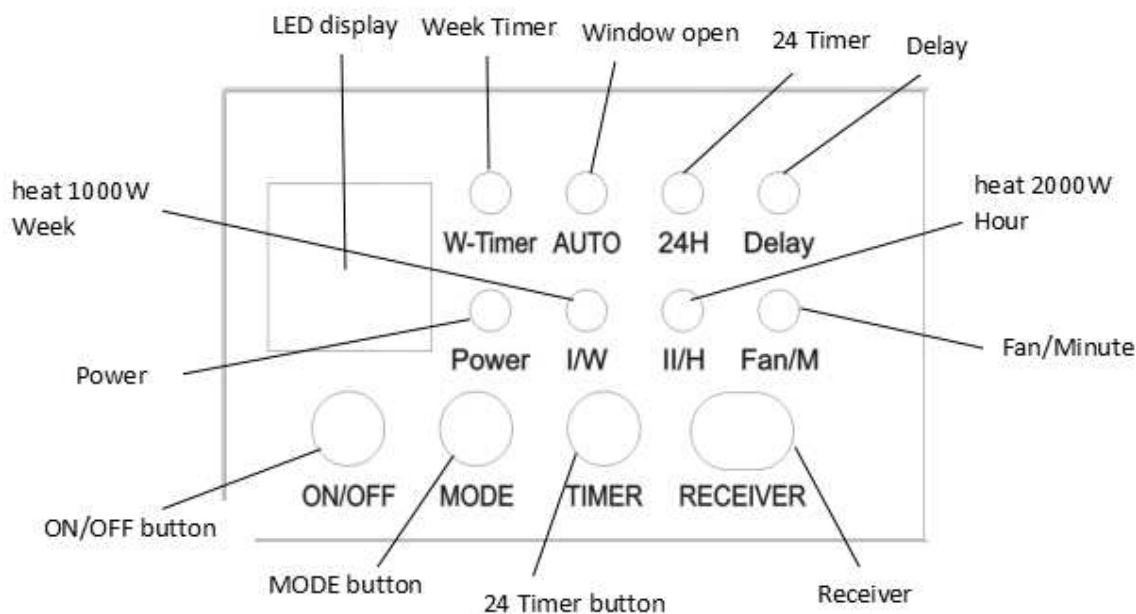 LED display
Week Timer
Window open
24 Timer
Delay
heat 1000W
Week
heat 2000W
Hour
W-Timer AUTO 24H Delay
Power I/W II/H Fan/M
Power
Fan/Minute
ON/OFF MODE TIMER RECEIVER
ON/OFF button
MODE button
24 Timer button
Receiver